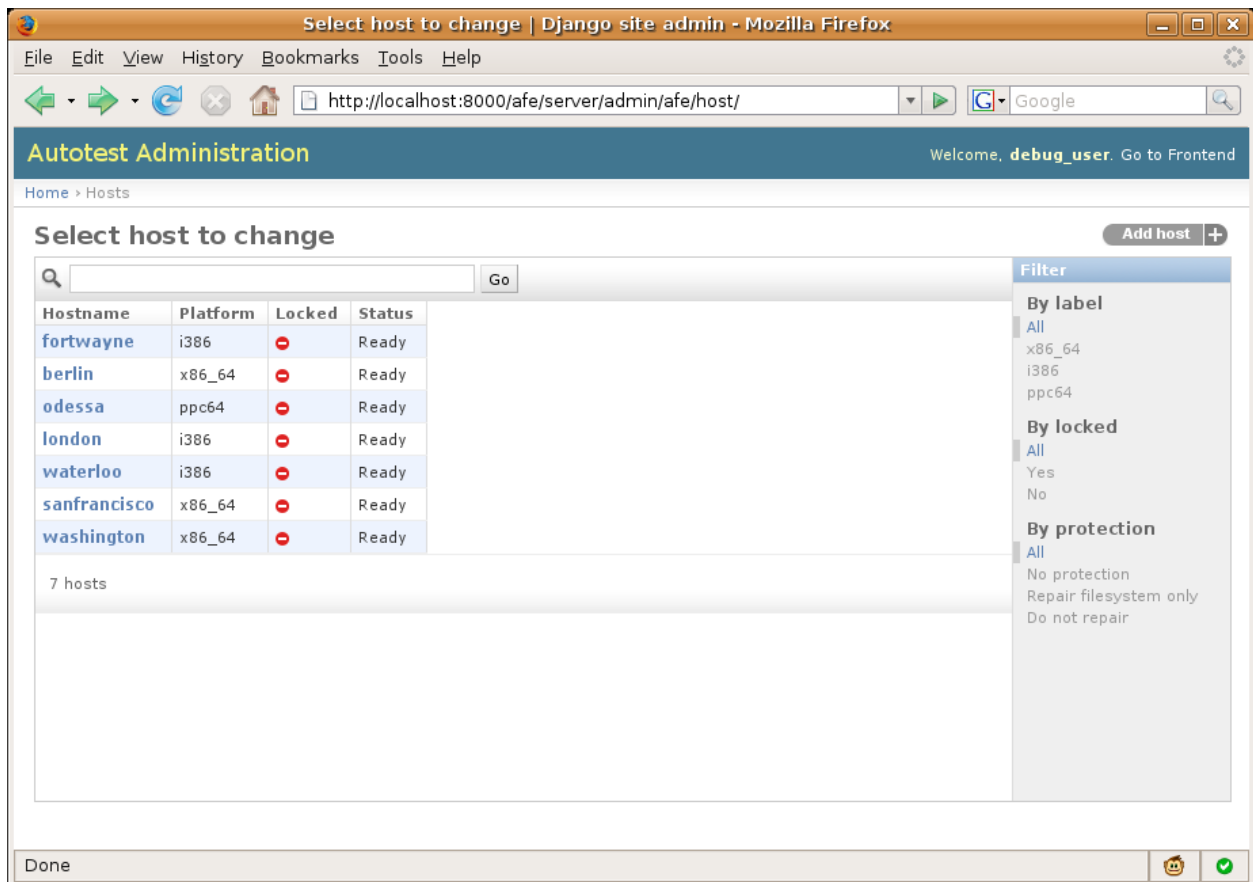 Select host to change | Django site admin - Mozilla Firefox
File Edit View History Bookmarks Tools Help
http://localhost:8000/afe/server/admin/afe/host/ G Google
Autotest Administration Welcome, debug_user. Go to Frontend
Home › Hosts
Select host to change Add host +
Go
Hostname Platform Locked Status
fortwayne i386 Ready
berlin x86_64 Ready
odessa ppc64 Ready
london i386 Ready
waterloo i386 Ready
sanfrancisco x86_64 Ready
washington x86_64 Ready
7 hosts
Filter
By label
All
x86_64
i386
ppc64
By locked
All
Yes
No
By protection
All
No protection
Repair filesystem only
Do not repair
Done